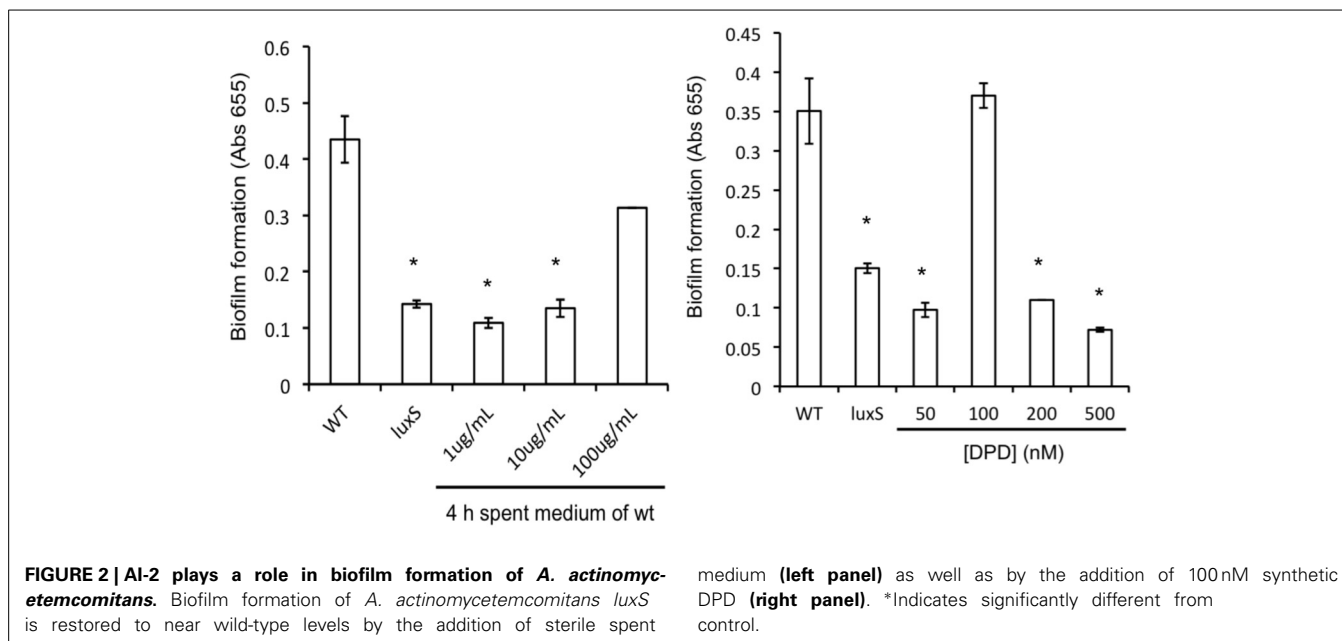 0.6
0.5
0.4
0.3
0.2
0.1
0
Biofilm formation (Abs 655)
*
*
*
WT
luxS
1ug/mL
10ug/mL
100ug/mL
4 h spent medium of wt
0.45
0.4
0.35
0.3
0.25
0.2
0.15
0.1
0.05
0
Biofilm formation (Abs 655)
*
*
*
*
WT luxS 50 100 200 500
[DPD] (nM)
FIGURE 2 | AI-2 plays a role in biofilm formation of A. actinomyc-
etemcomitans. Biofilm formation of A. actinomycetemcomitans luxS
is restored to near wild-type levels by the addition of sterile spent
medium (left panel) as well as by the addition of 100 nM synthetic
DPD (right panel). *Indicates significantly different from
control.